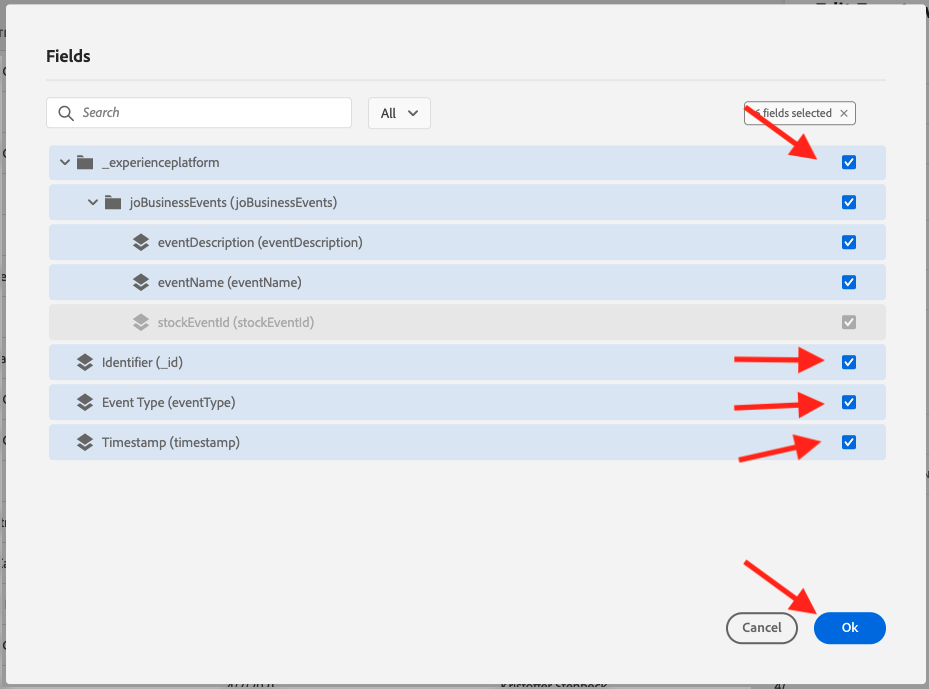 Fields
Search
All
6 fields selected
_experienceplatform
joBusinessEvents (joBusinessEvents)
eventDescription (eventDescription)
eventName (eventName)
stockEventId (stockEventId)
Identifier (_id)
Event Type (eventType)
Timestamp (timestamp)
Cancel
Ok